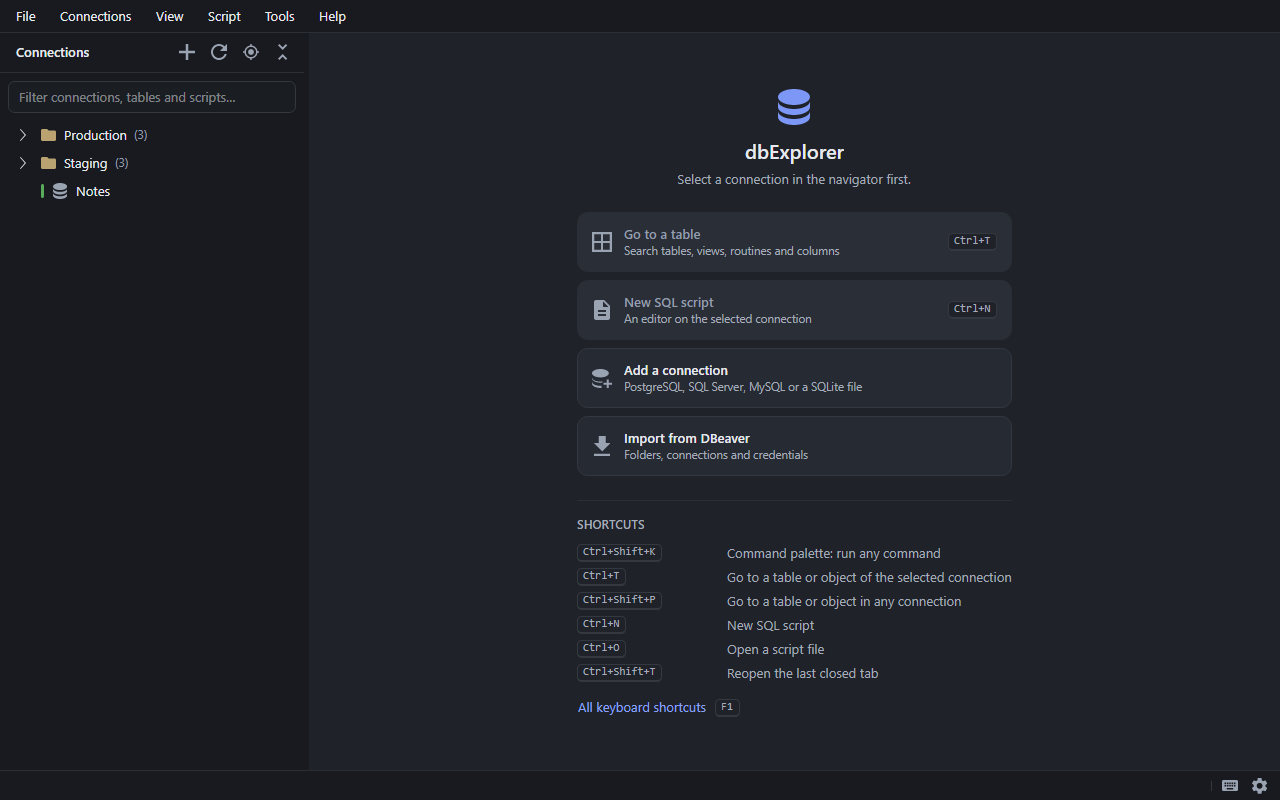 File Connections View Script Tools Help
Connections
Filter connections, tables and scripts...
Production (3)
Staging (3)
Notes
dbExplorer
Select a connection in the navigator first.
Go to a table
Search tables, views, routines and columns
Ctrl+T
New SQL script
An editor on the selected connection
Ctrl+N
Add a connection
PostgreSQL, SQL Server, MySQL or a SQLite file
Import from DBeaver
Folders, connections and credentials
SHORTCUTS
Ctrl+Shift+K Command palette: run any command
Ctrl+T Go to a table or object of the selected connection
Ctrl+Shift+P Go to a table or object in any connection
Ctrl+N New SQL script
Ctrl+O Open a script file
Ctrl+Shift+T Reopen the last closed tab
All keyboard shortcuts F1